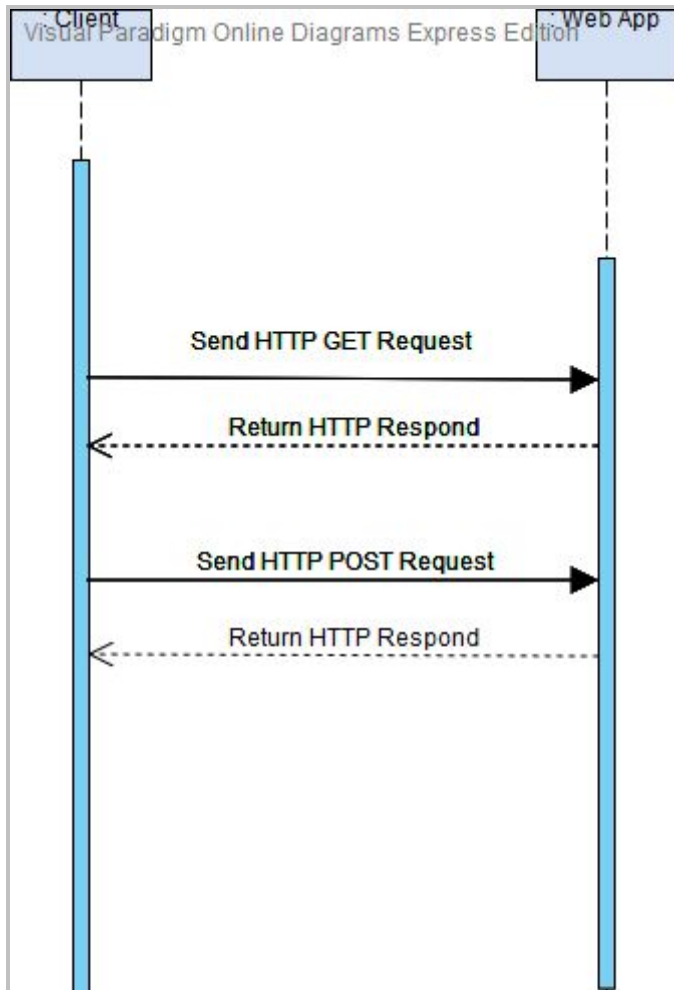 : Client
: Web App
Visual Paradigm Online Diagrams Express Edition
Send HTTP GET Request
Return HTTP Respond
Send HTTP POST Request
Return HTTP Respond